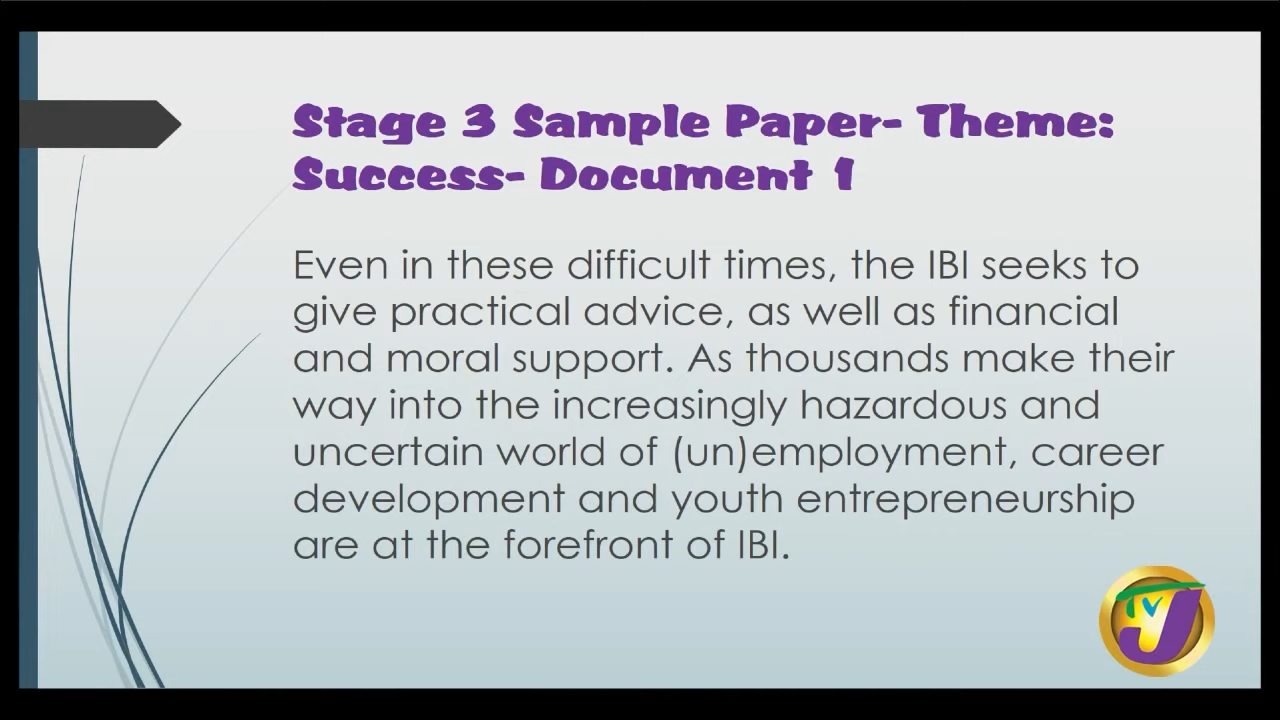 Stage 3 Sample Paper- Theme:
Success- Document 1
Even in these difficult times, the IBI seeks to
give practical advice, as well as financial
and moral support. As thousands make their
way into the increasingly hazardous and
uncertain world of (un)employment, career
development and youth entrepreneurship
are at the forefront of IBI.
TVJ